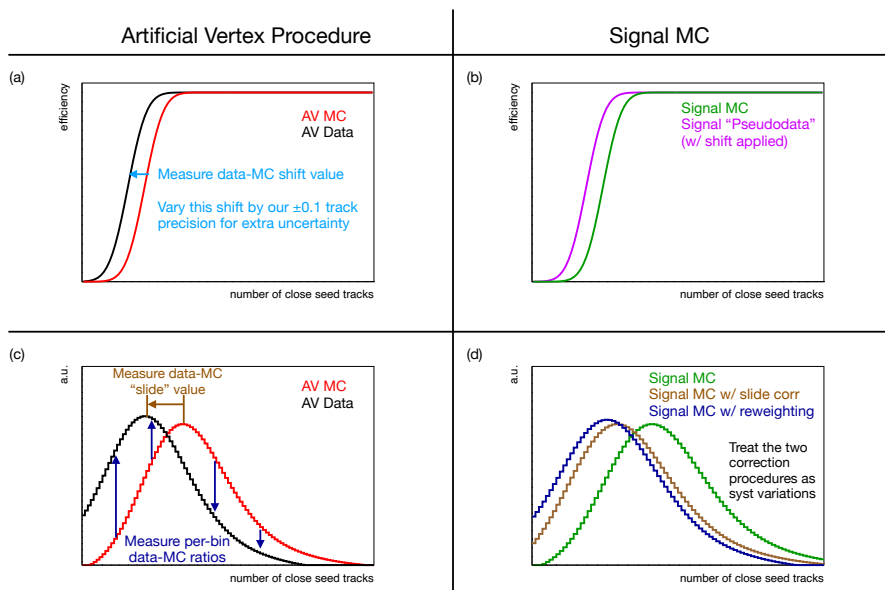 Artificial Vertex Procedure
Signal MC
(a)
efficiency
AV MC
AV Data
Measure data-MC shift value
Vary this shift by our ±0.1 track
precision for extra uncertainty
number of close seed tracks
(b)
efficiency
Signal MC
Signal “Pseudodata”
(w/ shift applied)
number of close seed tracks
(c)
a.u.
Measure data-MC
“slide” value
AV MC
AV Data
Measure per-bin
data-MC ratios
number of close seed tracks
(d)
a.u.
Signal MC
Signal MC w/ slide corr
Signal MC w/ reweighting
Treat the two
correction
procedures as
syst variations
number of close seed tracks